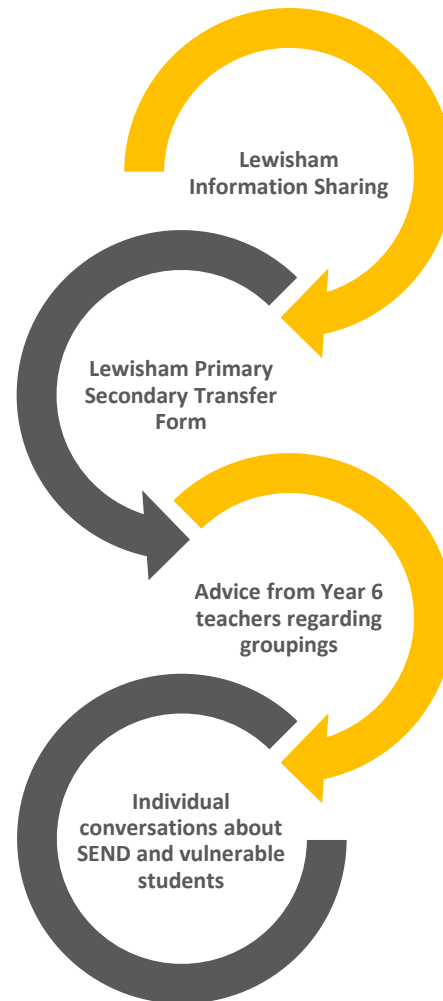 Lewisham
Information Sharing
Lewisham Primary
Secondary Transfer
Form
Advice from Year 6
teachers regarding
groupings
Individual
conversations about
SEND and vulnerable
students